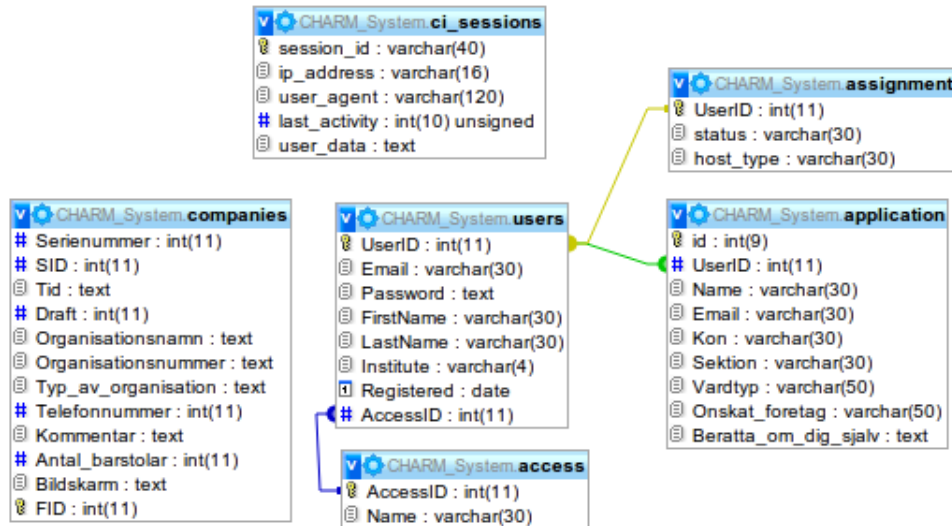 CHARM_System.ci_sessions
session_id : varchar(40)
ip_address : varchar(16)
user_agent : varchar(120)
# last_activity : int(10) unsigned
user_data : text
CHARM_System.assignment
UserID : int(11)
status : varchar(30)
host_type : varchar(30)
CHARM_System.companies
# Serienummer : int(11)
# SID : int(11)
Tid : text
# Draft : int(11)
Organisationsnamn : text
Organisationsnummer : text
Typ_av_organisation : text
# Telefonnummer : int(11)
Kommentar : text
# Antal_barstolar : int(11)
Bildskarm : text
FID : int(11)
CHARM_System.users
UserID : int(11)
Email : varchar(30)
Password : text
FirstName : varchar(30)
LastName : varchar(30)
Institute : varchar(4)
Registered : date
# AccessID : int(11)
CHARM_System.application
id : int(9)
# UserID : int(11)
Name : varchar(30)
Email : varchar(30)
Kon : varchar(30)
Sektion : varchar(30)
Vardtyp : varchar(50)
Onskat_foretag : varchar(50)
Beratta_om_dig_sjalv : text
CHARM_System.access
AccessID : int(11)
Name : varchar(30)